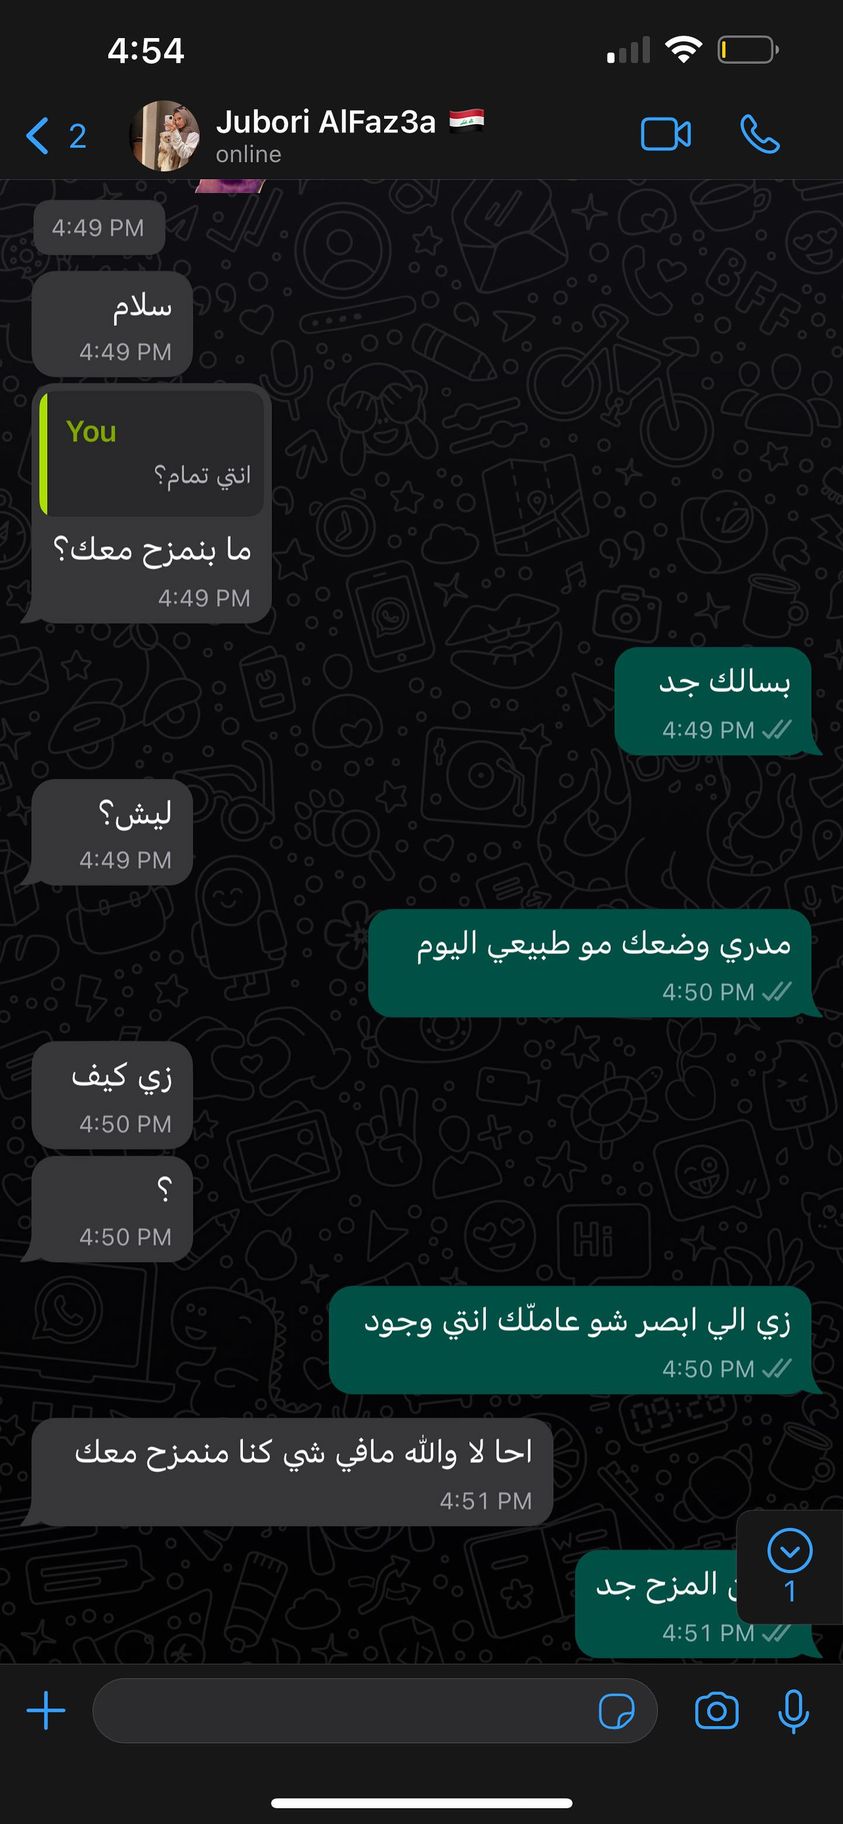 4:54
2
Jubori AlFaz3a 🇮🇶
online
4:49 PM
سلام
4:49 PM
You
انتي تمام؟
ما بنمزح معك؟
4:49 PM
بسالك جد
4:49 PM
ليش؟
4:49 PM
مدري وضعك مو طبيعي اليوم
4:50 PM
زي كيف
4:50 PM
؟
4:50 PM
زي الي ابصر شو عاملّك انتي وجود
4:50 PM
احا لا والله مافي شي كنا منمزح معك
4:51 PM
المزح جد
4:51 PM
1